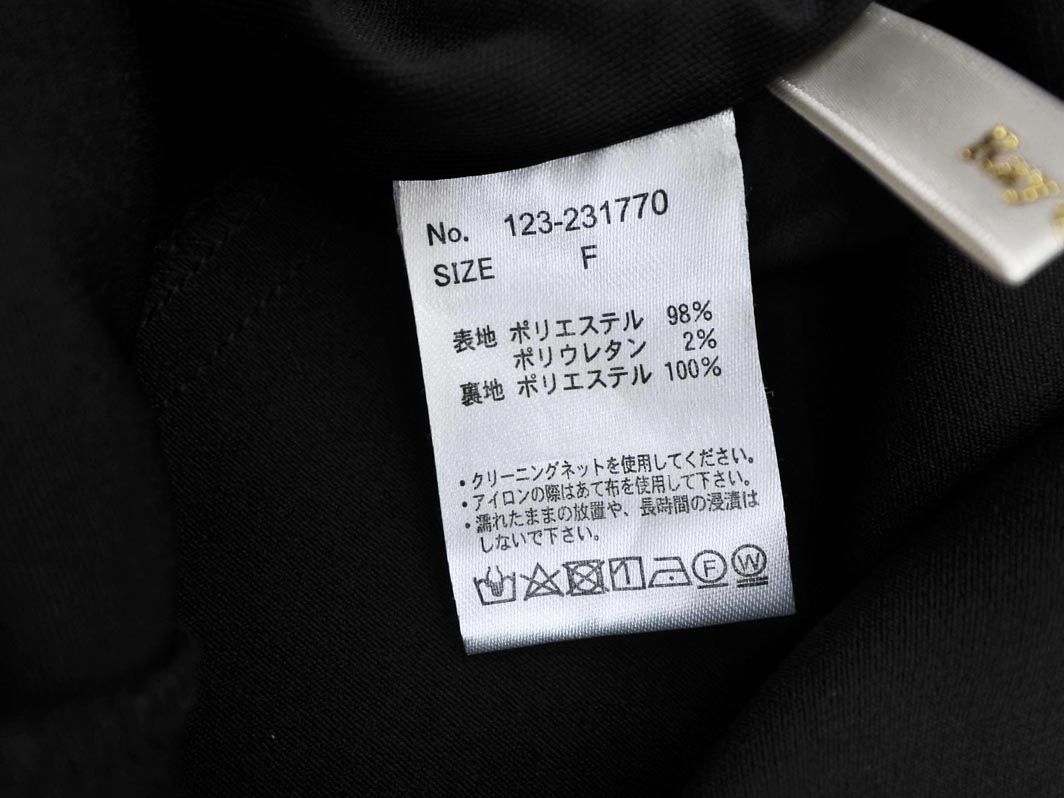 No. 123-231770
SIZE F
表地 ポリエステル 98%
ポリウレタン 2%
裏地 ポリエステル 100%
・クリーニングネットを使用してください。
・アイロンの際はあて布を使用して下さい。
・濡れたままの放置や、長時間の浸漬は
しないで下さい。
F W